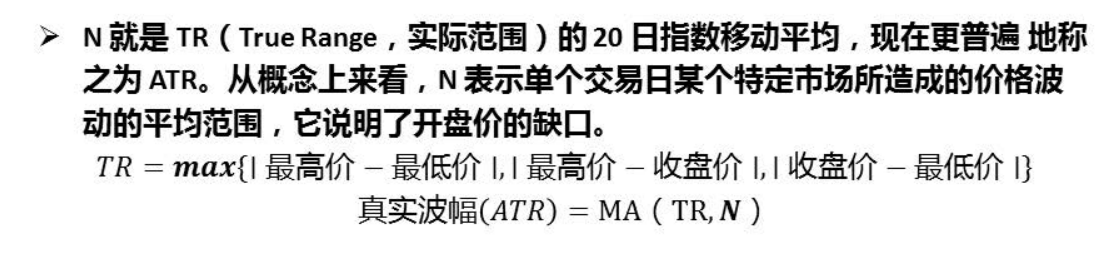 ➢ N 就是 TR（True Range，实际范围）的 20 日指数移动平均，现在更普遍 地称
之为 ATR。从概念上来看，N 表示单个交易日某个特定市场所造成的价格波
动的平均范围，它说明了开盘价的缺口。
TR = max{| 最高价 − 最低价 |,| 最高价 − 收盘价 |,| 收盘价 − 最低价 |}
真实波幅(ATR) = MA（TR, N）